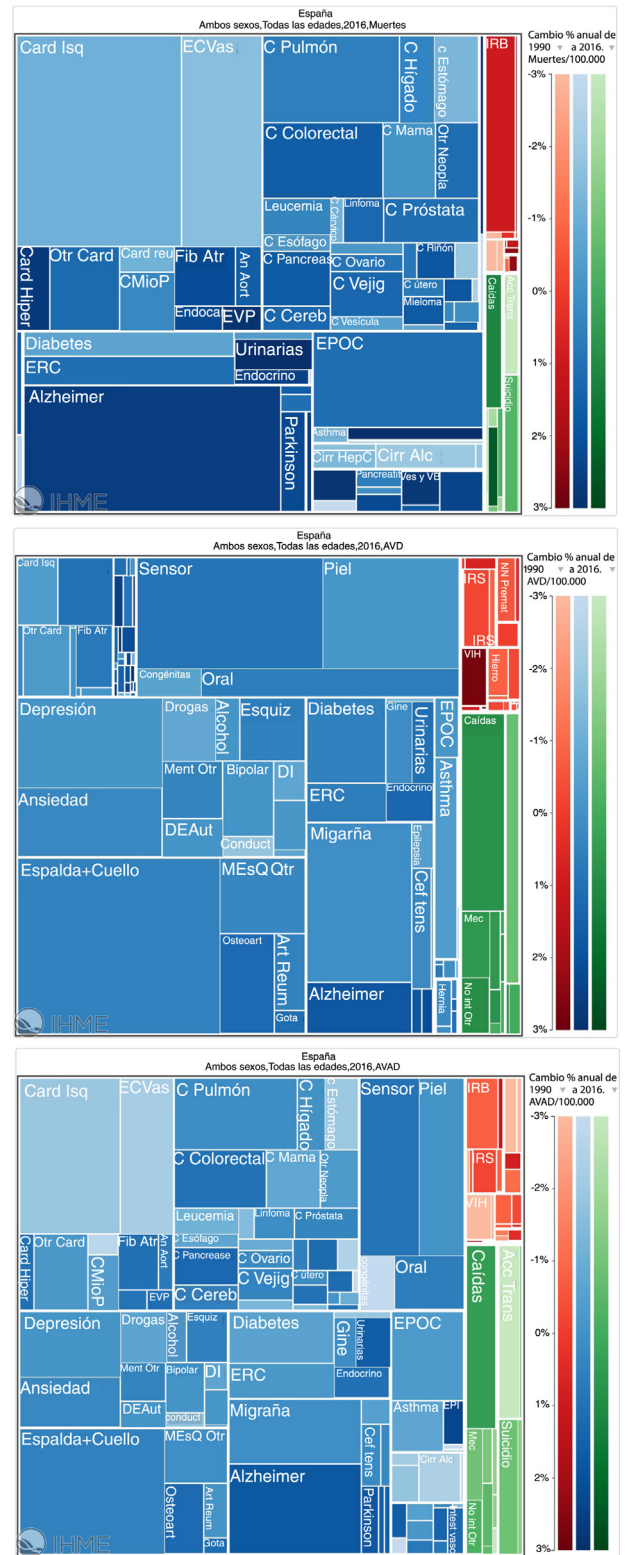 España
Ambos sexos,Todas las edades,2016,Muertes
Cambio % anual de
1990 a 2016.
Muertes/100.000
-3%
-2%
-1%
0%
1%
2%
3%
Card Isq
ECVas
C Pulmón
C Hígado
c Estómago
IRB
C Colorectal
C Mama
Otr Neopla
Leucemia
C Cérvico
Linfoma
C Próstata
C Esófago
Card Hiper
Otr Card
Card reu
Fib Atr
An Aort
C Pancreas
C Ovario
C Riñón
CMioP
C Vejig
C útero
Mieloma
Endoca
EVP
C Cereb
C Vesícula
Caídas
Acc Trans
Diabetes
Urinarias
EPOC
ERC
Endocrino
Alzheimer
Parkinson
Suicidio
Asthma
Cirr HepC
Cirr Alc
Pancreatit
Ves y VB
IHME
España
Ambos sexos,Todas las edades,2016,AVD
Cambio % anual de
1990 a 2016.
AVD/100.000
-3%
-2%
-1%
0%
1%
2%
3%
Card Isq
Sensor
Piel
IRS
NN Premat
Otr Card
Fib Atr
IRS
VIH
Hierro
Congénitas
Oral
Depresión
Drogas
Alcohol
Esquiz
Diabetes
Gine
Urinarias
EPOC
Caídas
Ment Otr
Bipolar
DI
Asthma
Ansiedad
ERC
Endocrino
DEAut
Conduct
Migarña
Epilepsia
Espalda+Cuello
MEsQ Qtr
Cef tens
Osteoart
Art Reum
Mec
Alzheimer
Hernia
No int Otr
Gota
IHME
España
Ambos sexos,Todas las edades,2016,AVAD
Cambio % anual de
1990 a 2016.
AVAD/100.000
-3%
-2%
-1%
0%
1%
2%
3%
Card Isq
ECVas
C Pulmón
C Hígado
c Estómago
Sensor
Piel
IRB
C Colorectal
C Mama
Otr Neopla
IRS
VIH
Leucemia
Linfoma
C Próstata
C Esófago
Card Hiper
Otr Card
Fib Atr
An Aort
C Pancrease
C Ovario
CMioP
C Vejig
C útero
congénitas
Oral
Caídas
Acc Trans
EVP
C Cereb
Depresión
Drogas
Alcohol
Esquiz
Diabetes
Gine
Urinarias
EPOC
Ment Otr
Bipolar
DI
ERC
Endocrino
Ansiedad
DEAut
conduct
Migraña
Asthma
EPI
Espalda+Cuello
MEsQ Otr
Cef tens
Cirr Alc
Mec
Suicidio
Alzheimer
Osteoart
Art Reum
Parkinson
Intest vasc
No int Otr
Gota
IHME